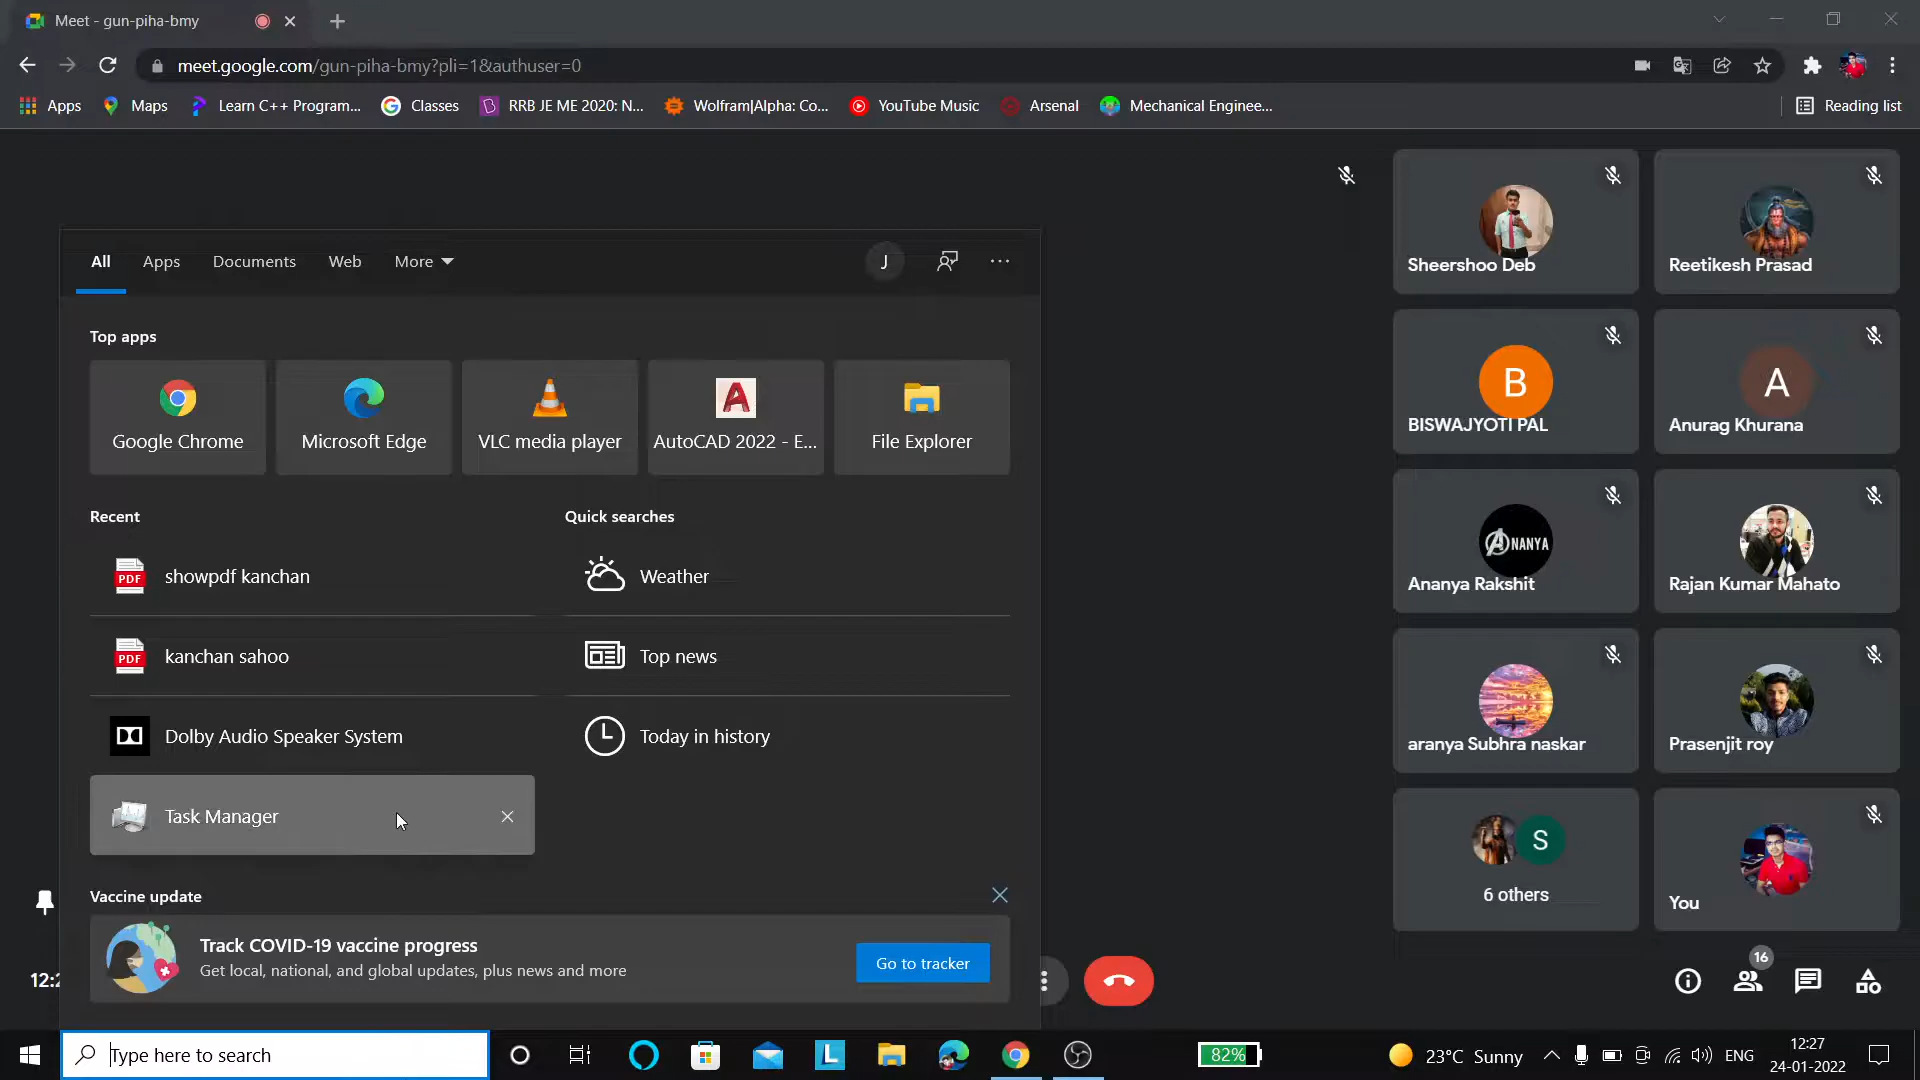 Meet - gun-piha-bmy
meet.google.com/gun-piha-bmy?pli=1&authuser=0
Apps
Maps
Learn C++ Program...
Classes
RRB JE ME 2020: N...
Wolfram|Alpha: Co...
YouTube Music
Arsenal
Mechanical Enginee...
Reading list
All
Apps
Documents
Web
More
J
Top apps
Google Chrome
Microsoft Edge
VLC media player
AutoCAD 2022 - E...
File Explorer
Recent
Quick searches
PDF
showpdf kanchan
Weather
PDF
kanchan sahoo
Top news
Dolby Audio Speaker System
Today in history
Task Manager
Vaccine update
Track COVID-19 vaccine progress
Get local, national, and global updates, plus news and more
Go to tracker
Sheershoo Deb
Reetikesh Prasad
B
BISWAJYOTI PAL
A
Anurag Khurana
ANANYA
Ananya Rakshit
Rajan Kumar Mahato
aranya Subhra naskar
Prasenjit roy
S
6 others
You
16
Type here to search
L
82%
23°C Sunny
ENG
12:27
24-01-2022